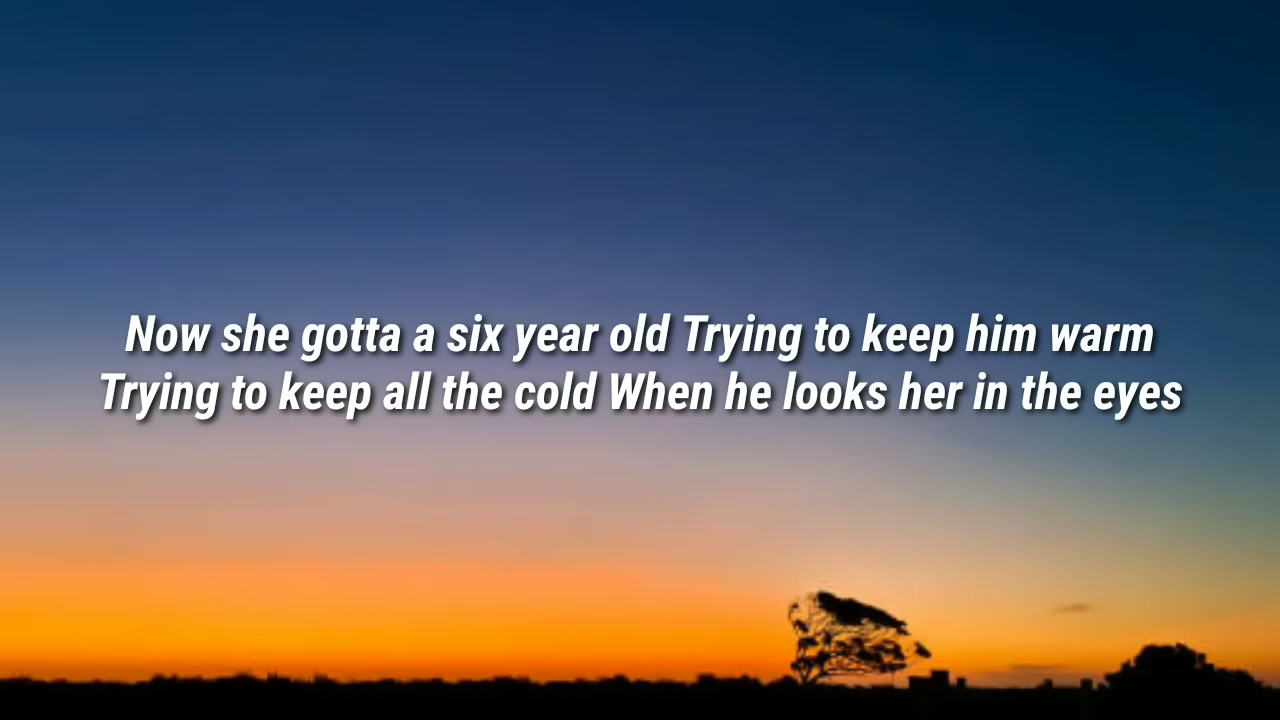 Now she gotta a six year old Trying to keep him warm
Trying to keep all the cold When he looks her in the eyes